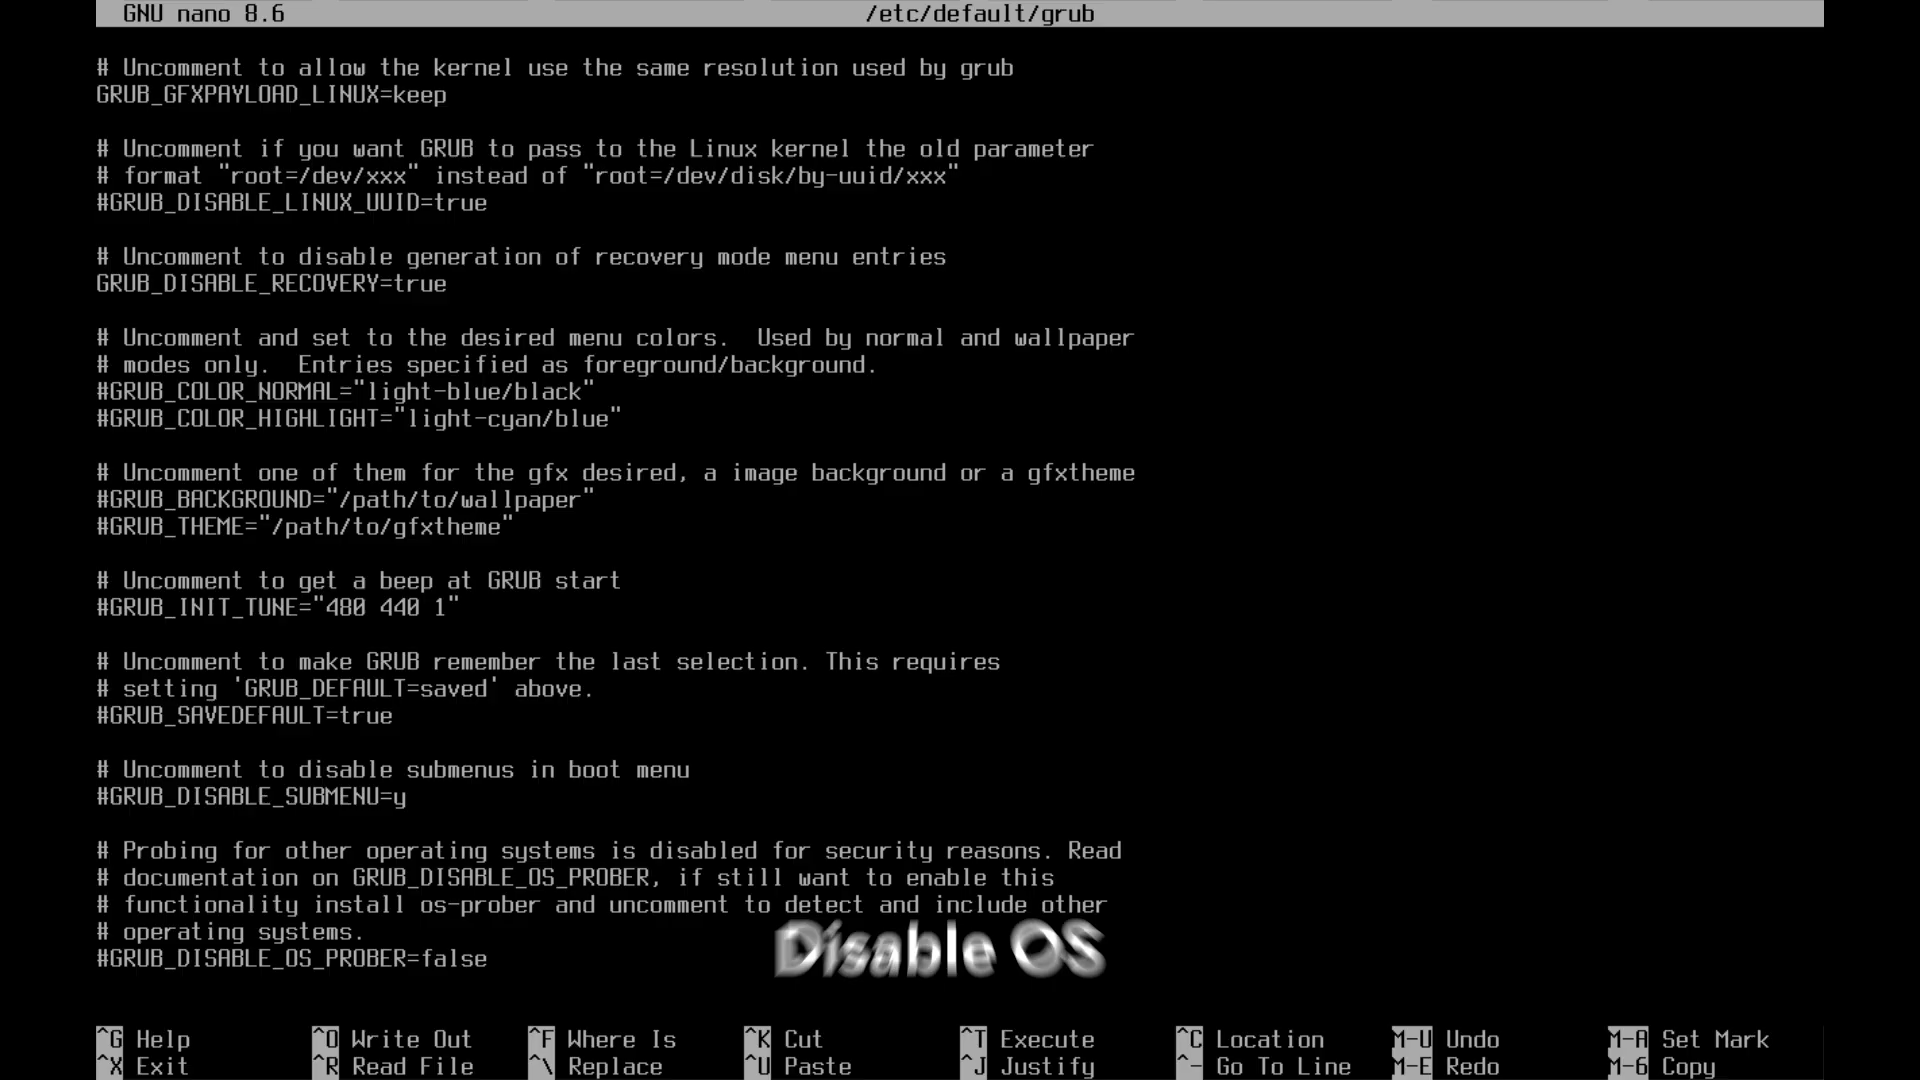 GNU nano 8.6 /etc/default/grub
# Uncomment to allow the kernel use the same resolution used by grub
GRUB_GFXPAYLOAD_LINUX=keep
# Uncomment if you want GRUB to pass to the Linux kernel the old parameter
# format "root=/dev/xxx" instead of "root=/dev/disk/by-uuid/xxx"
#GRUB_DISABLE_LINUX_UUID=true
# Uncomment to disable generation of recovery mode menu entries
GRUB_DISABLE_RECOVERY=true
# Uncomment and set to the desired menu colors.  Used by normal and wallpaper
# modes only.  Entries specified as foreground/background.
#GRUB_COLOR_NORMAL="light-blue/black"
#GRUB_COLOR_HIGHLIGHT="light-cyan/blue"
# Uncomment one of them for the gfx desired, a image background or a gfxtheme
#GRUB_BACKGROUND="/path/to/wallpaper"
#GRUB_THEME="/path/to/gfxtheme"
# Uncomment to get a beep at GRUB start
#GRUB_INIT_TUNE="480 440 1"
# Uncomment to make GRUB remember the last selection. This requires
# setting 'GRUB_DEFAULT=saved' above.
#GRUB_SAVEDEFAULT=true
# Uncomment to disable submenus in boot menu
#GRUB_DISABLE_SUBMENU=y
# Probing for other operating systems is disabled for security reasons. Read
# documentation on GRUB_DISABLE_OS_PROBER, if still want to enable this
# functionality install os-prober and uncomment to detect and include other
# operating systems.
#GRUB_DISABLE_OS_PROBER=false
Disable OS
^G Help ^O Write Out ^F Where Is ^K Cut ^T Execute ^C Location M-U Undo M-A Set Mark
^X Exit ^R Read File ^\ Replace ^U Paste ^J Justify ^- Go To Line M-E Redo M-6 Copy